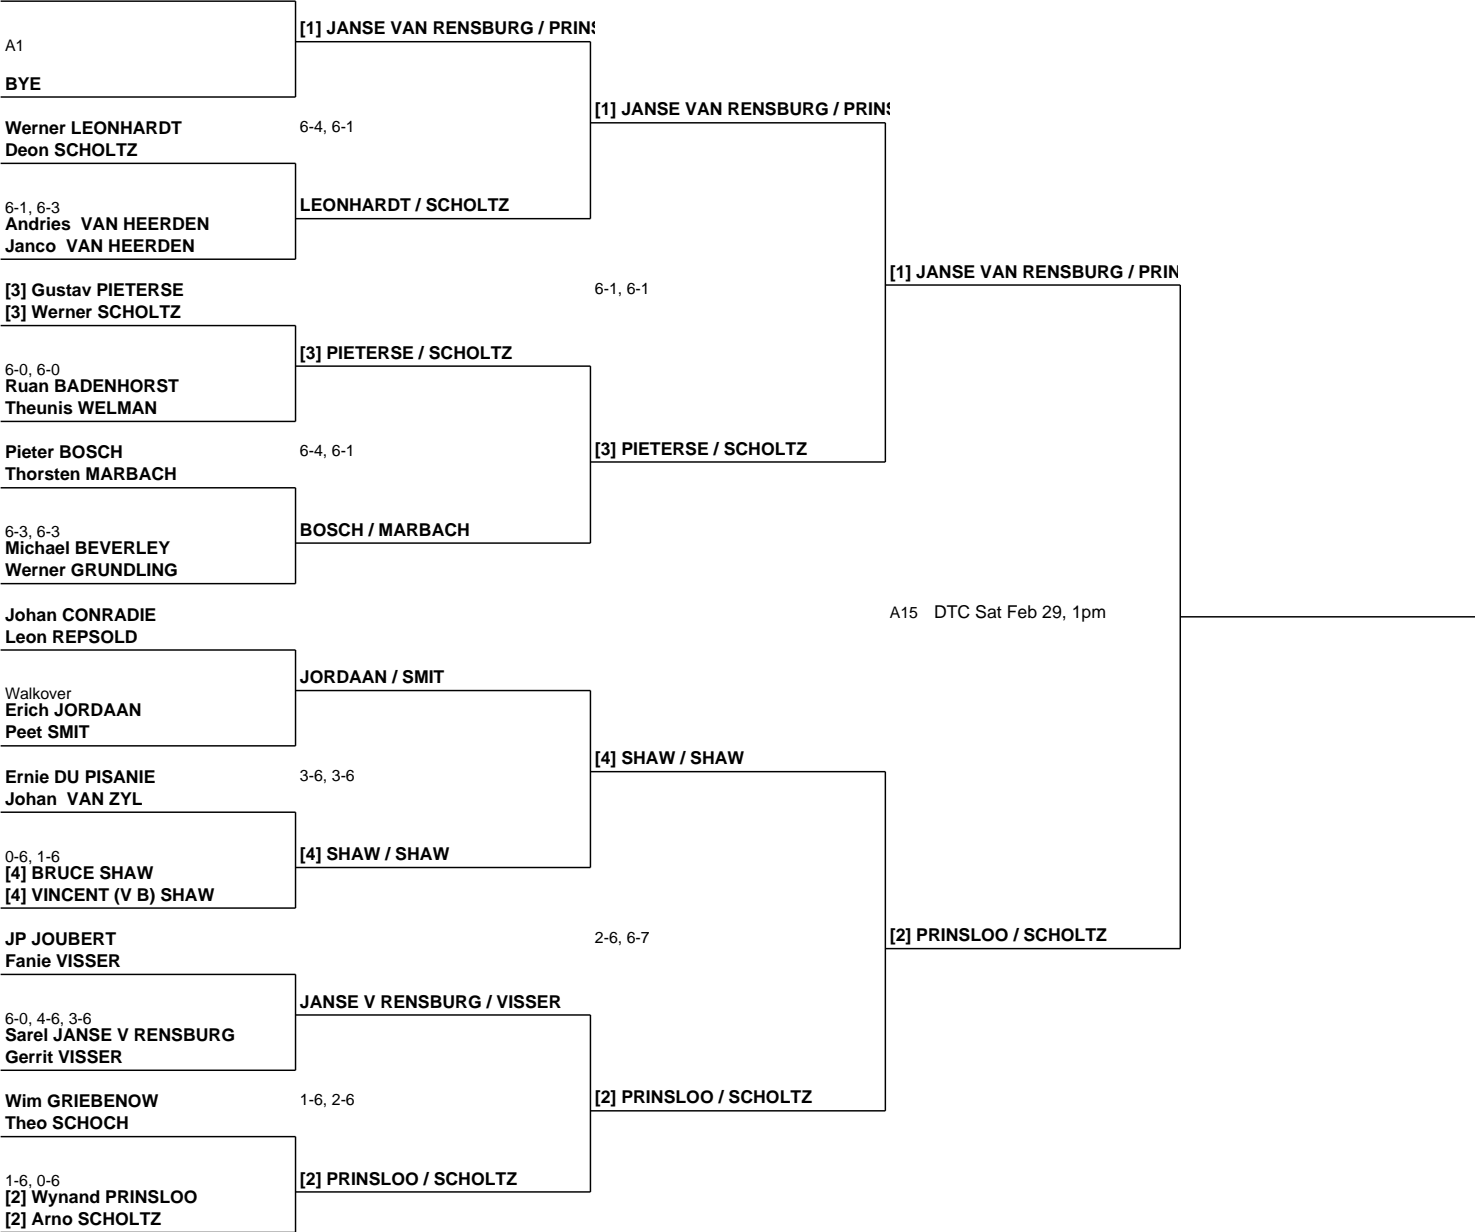 [1] JANSE VAN RENSBURG / PRINS
A1
BYE
[1] JANSE VAN RENSBURG / PRINS
Werner LEONHARDT
6-4, 6-1
Deon SCHOLTZ
6-1, 6-3
LEONHARDT / SCHOLTZ
Andries VAN HEERDEN
Janco VAN HEERDEN
[1] JANSE VAN RENSBURG / PRIN
[3] Gustav PIETERSE
6-1, 6-1
[3] Werner SCHOLTZ
[3] PIETERSE / SCHOLTZ
6-0, 6-0
Ruan BADENHORST
Theunis WELMAN
Pieter BOSCH
6-4, 6-1
[3] PIETERSE / SCHOLTZ
Thorsten MARBACH
6-3, 6-3
BOSCH / MARBACH
Michael BEVERLEY
Werner GRUNDLING
Johan CONRADIE
A15 DTC Sat Feb 29, 1pm
Leon REPSOLD
JORDAAN / SMIT
Walkover
Erich JORDAAN
Peet SMIT
[4] SHAW / SHAW
Ernie DU PISANIE
3-6, 3-6
Johan VAN ZYL
0-6, 1-6
[4] SHAW / SHAW
[4] BRUCE SHAW
[4] VINCENT (V B) SHAW
JP JOUBERT
2-6, 6-7
[2] PRINSLOO / SCHOLTZ
Fanie VISSER
JANSE V RENSBURG / VISSER
6-0, 4-6, 3-6
Sarel JANSE V RENSBURG
Gerrit VISSER
Wim GRIEBENOW
1-6, 2-6
[2] PRINSLOO / SCHOLTZ
Theo SCHOCH
1-6, 0-6
[2] PRINSLOO / SCHOLTZ
[2] Wynand PRINSLOO
[2] Arno SCHOLTZ